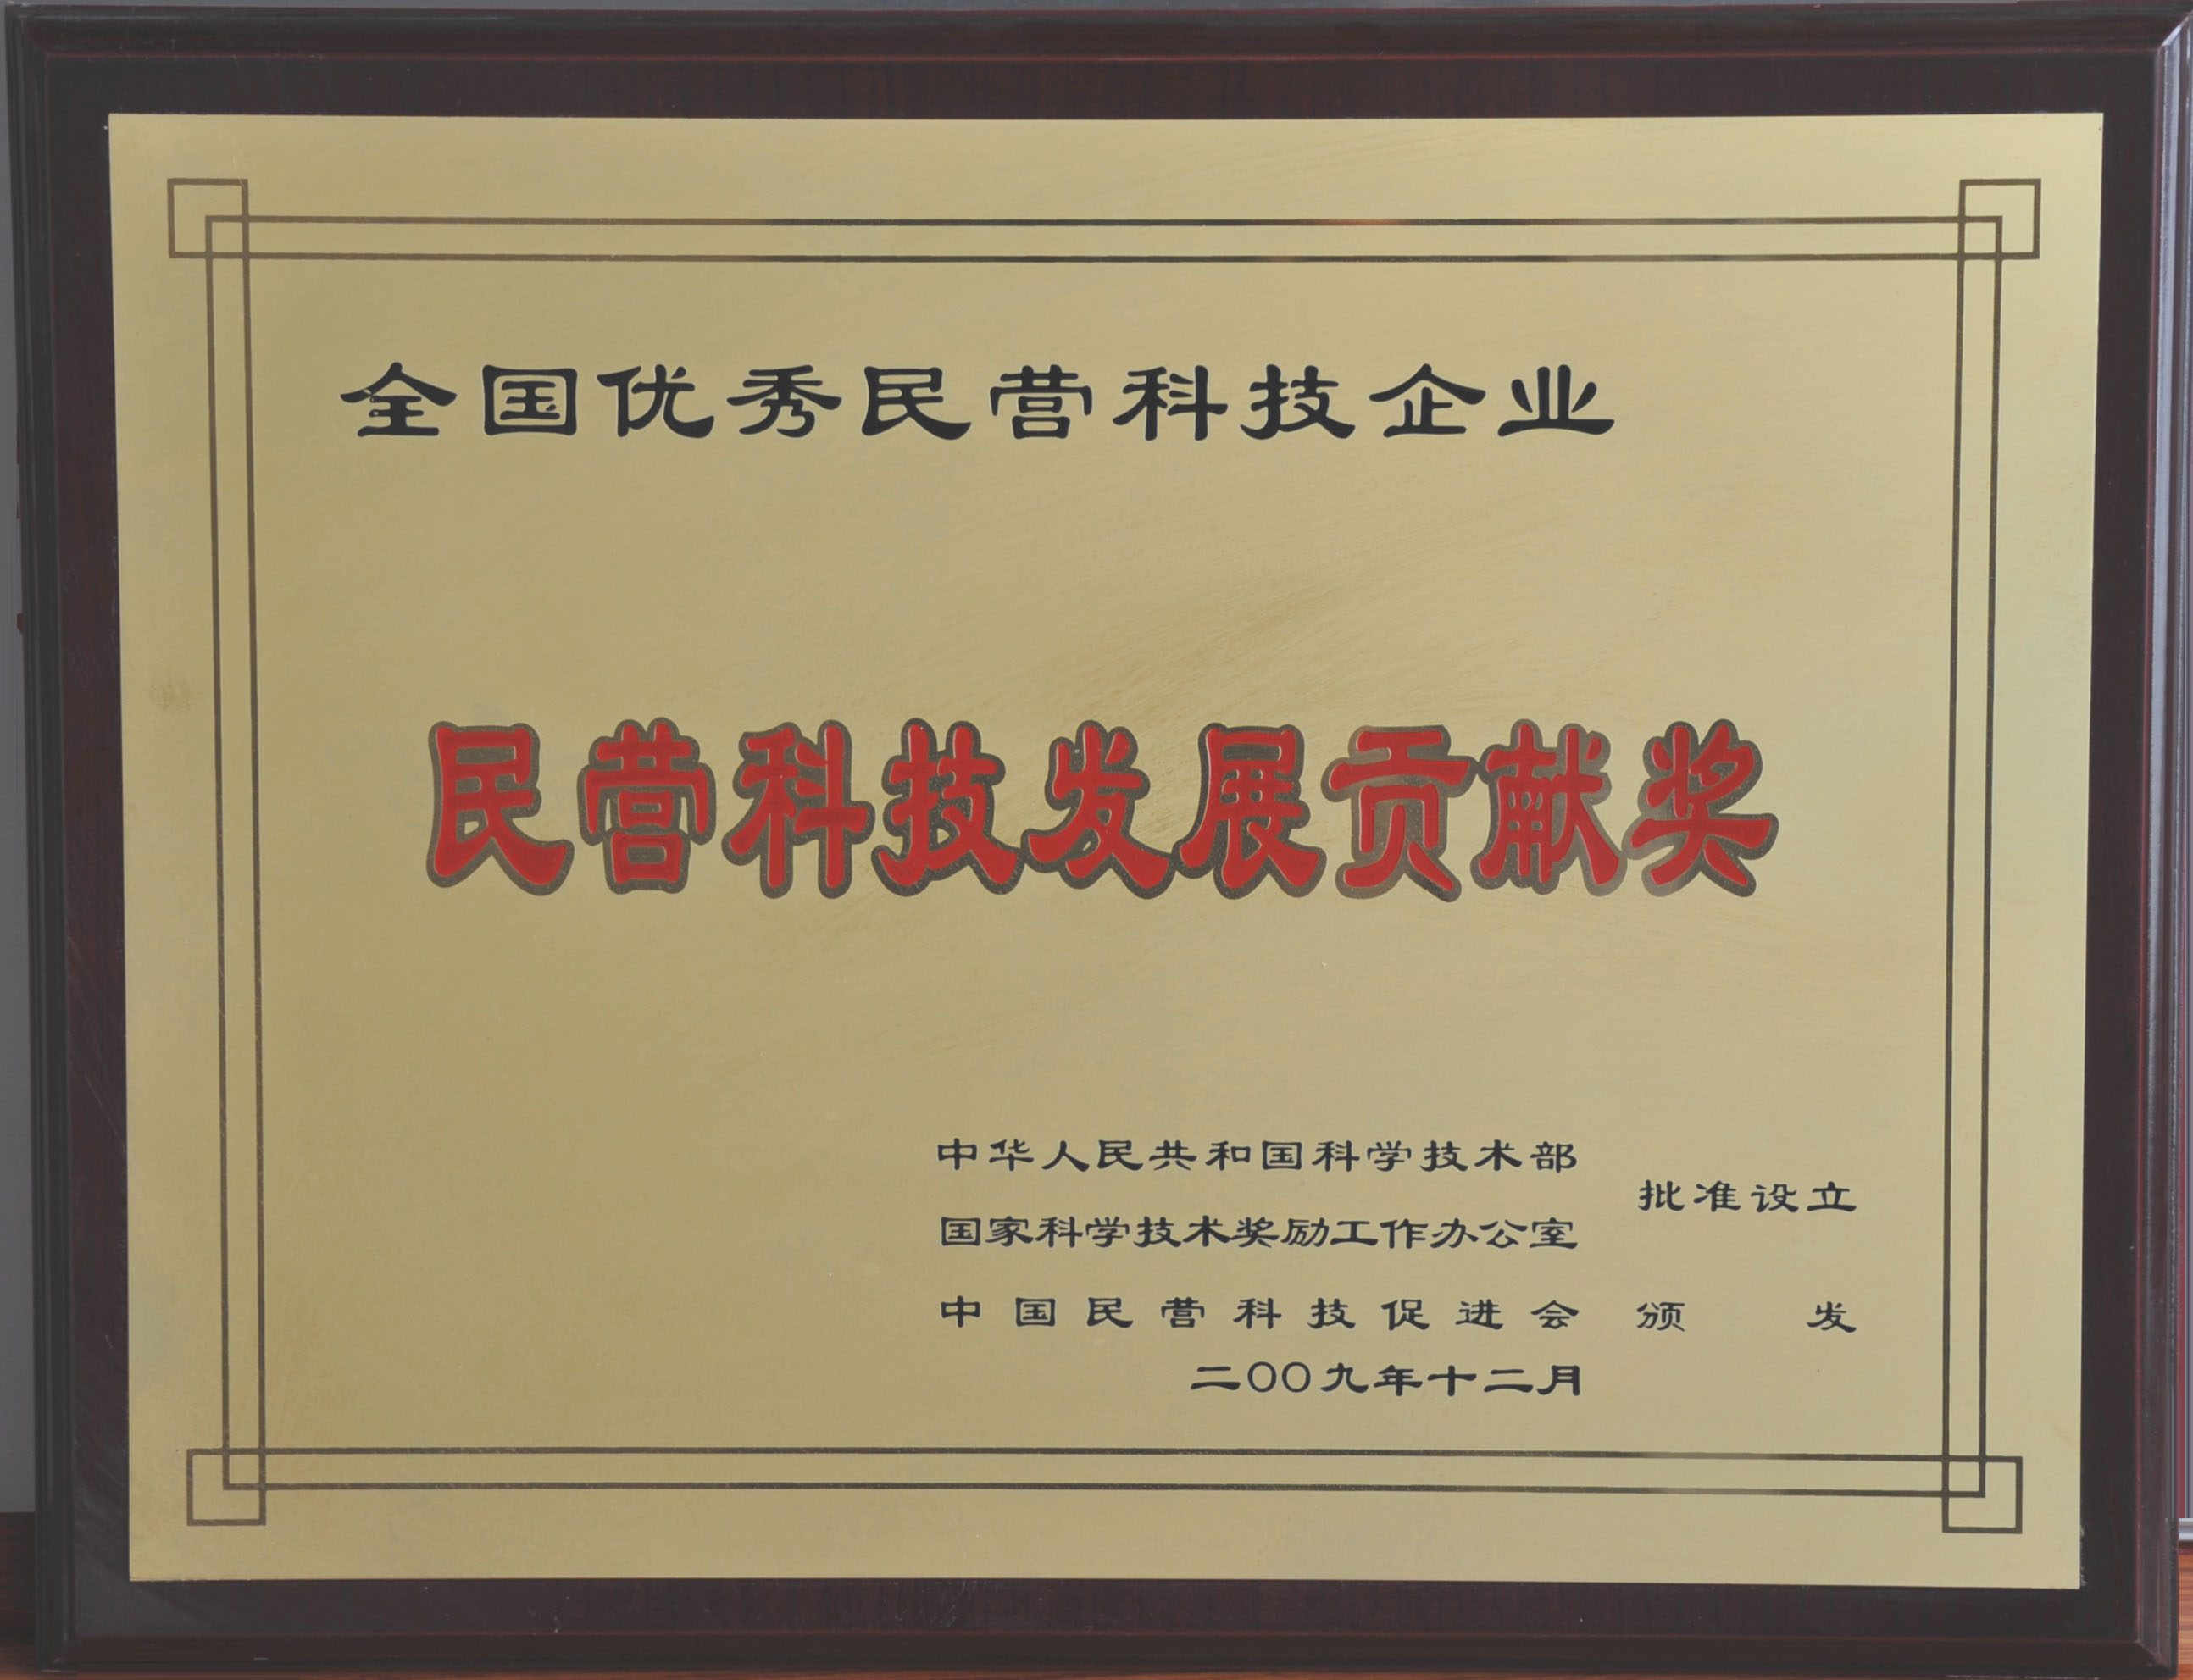 全国优秀民营科技企业
民营科技发展贡献奖
中华人民共和国科学技术部
国家科学技术奖励工作办公室
批准设立
中国民营科技促进会 颁发
二〇〇九年十二月